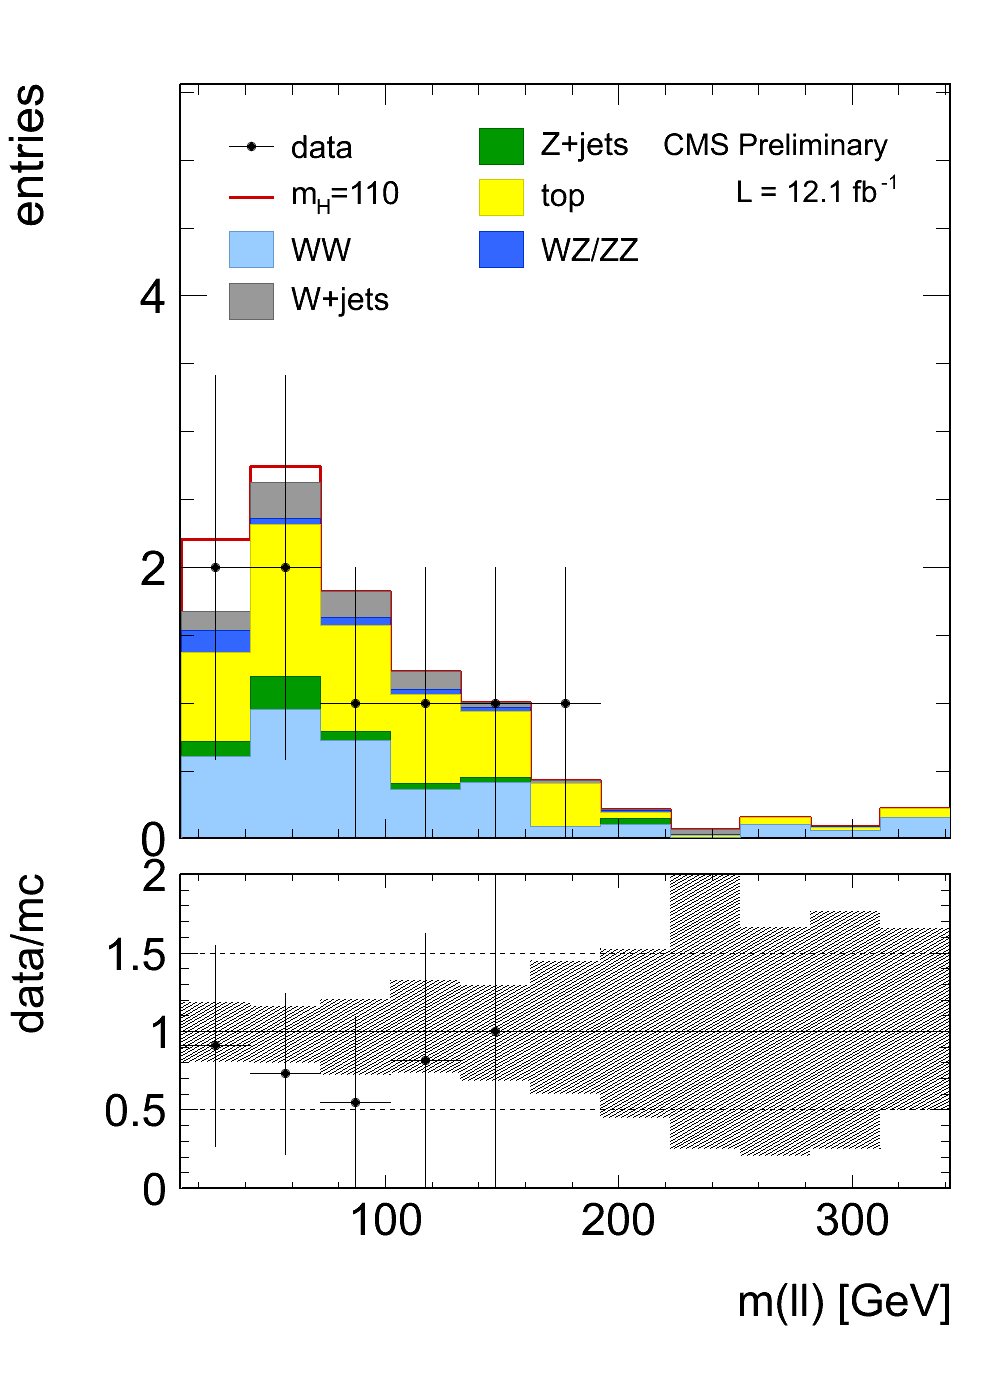 entries
data
m_H=110
WW
W+jets
Z+jets
top
WZ/ZZ
CMS Preliminary
L = 12.1 fb^-1
4
2
0
data/mc
2
1.5
1
0.5
0
100 200 300
m(ll) [GeV]